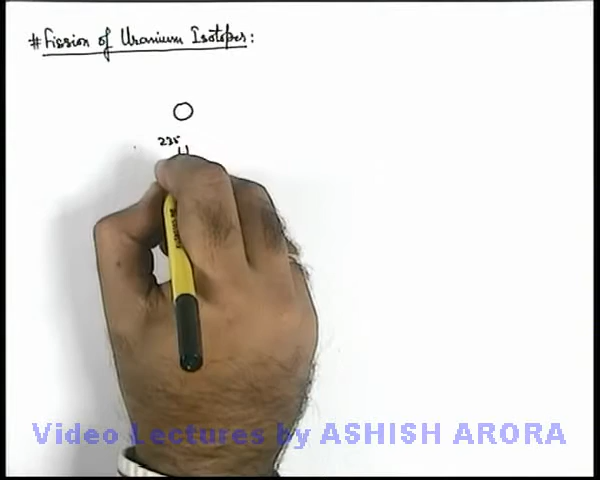 # Fission of Uranium Isotopes :
235
U
Video Lectures by ASHISH ARORA